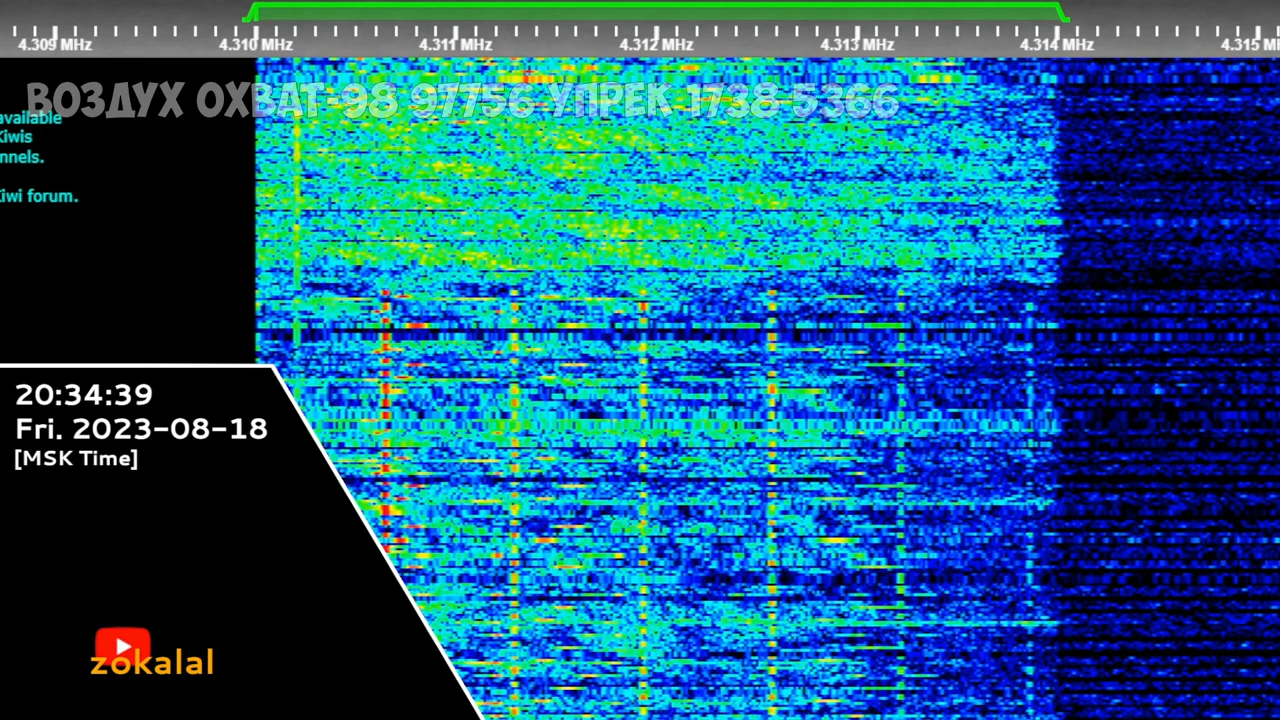 4.309 MHz 4.310 MHz 4.311 MHz 4.312 MHz 4.313 MHz 4.314 MHz 4.315
ВОЗДУХ ОХВАТ-98 97756 УПРЕК 1738-5366
available
Kiwis
nnels.
Kiwi forum.
20:34:39
Fri. 2023-08-18
[MSK Time]
zokalal